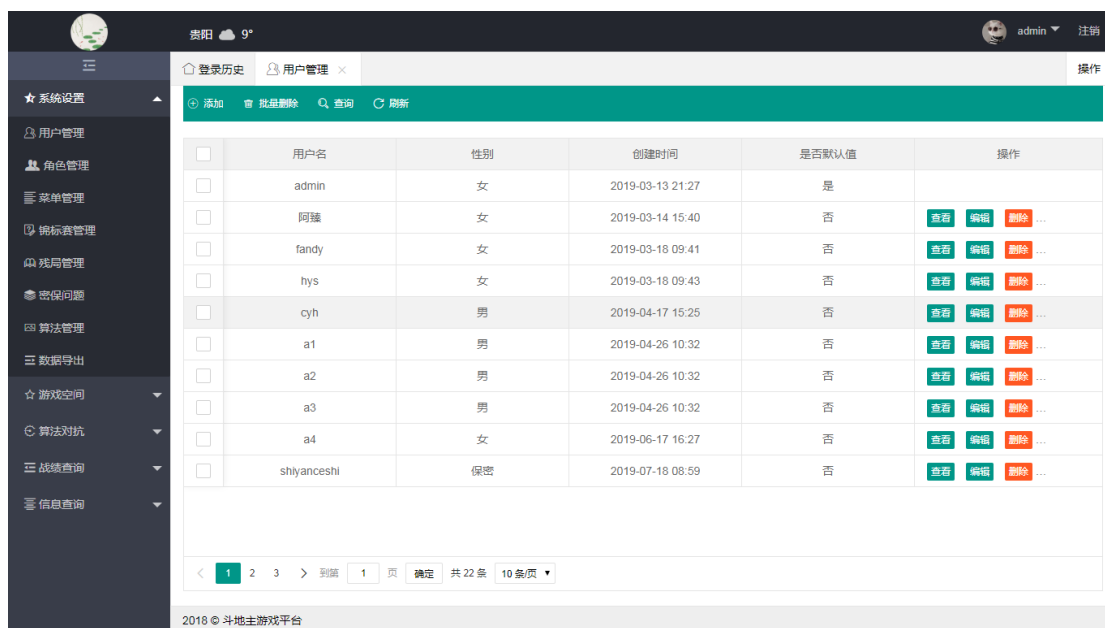 贵阳 9° admin 注销
登录历史 用户管理 操作
系统设置
用户管理
角色管理
菜单管理
锦标赛管理
残局管理
密保问题
算法管理
数据导出
游戏空间
算法对抗
战绩查询
信息查询
添加 批量删除 查询 刷新
用户名 性别 创建时间 是否默认值 操作
admin 女 2019-03-13 21:27 是
阿臻 女 2019-03-14 15:40 否 查看 编辑 删除 ...
fandy 女 2019-03-18 09:41 否 查看 编辑 删除 ...
hys 女 2019-03-18 09:43 否 查看 编辑 删除 ...
cyh 男 2019-04-17 15:25 否 查看 编辑 删除 ...
a1 男 2019-04-26 10:32 否 查看 编辑 删除 ...
a2 男 2019-04-26 10:32 否 查看 编辑 删除 ...
a3 男 2019-04-26 10:32 否 查看 编辑 删除 ...
a4 女 2019-06-17 16:27 否 查看 编辑 删除 ...
shiyanceshi 保密 2019-07-18 08:59 否 查看 编辑 删除 ...
1 2 3 到第 1 页 确定 共 22 条 10 条/页
2018 © 斗地主游戏平台